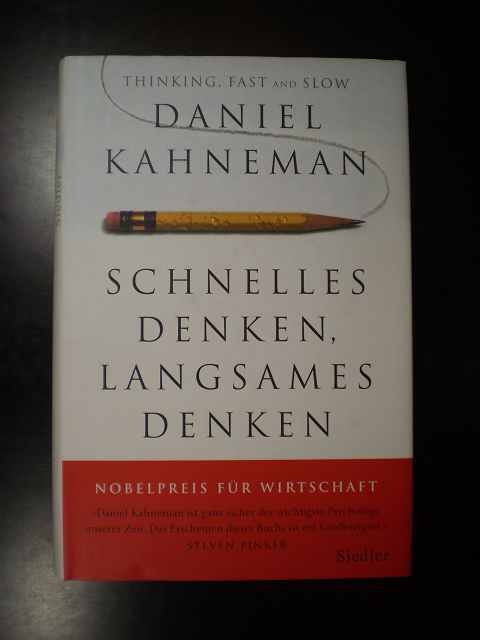 THINKING, FAST AND SLOW
DANIEL
KAHNEMAN
Siedler
SCHNELLES
DENKEN,
LANGSAMES
DENKEN
NOBELPREIS FÜR WIRTSCHAFT
»Daniel Kahneman ist ganz sicher der wichtigste Psychologe
unserer Zeit. Das Erscheinen dieses Buchs ist ein Großereignis.«
STEVEN PINKER
Siedler